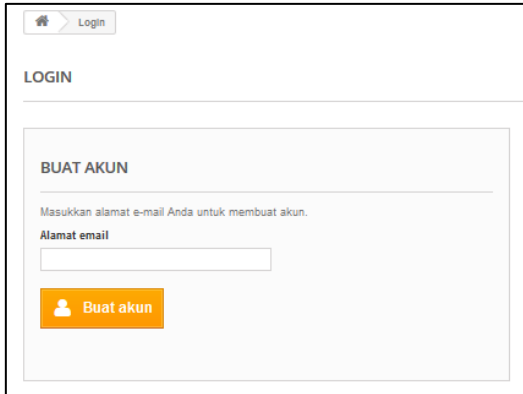 Login
LOGIN
BUAT AKUN
Masukkan alamat e-mail Anda untuk membuat akun.
Alamat email
Buat akun